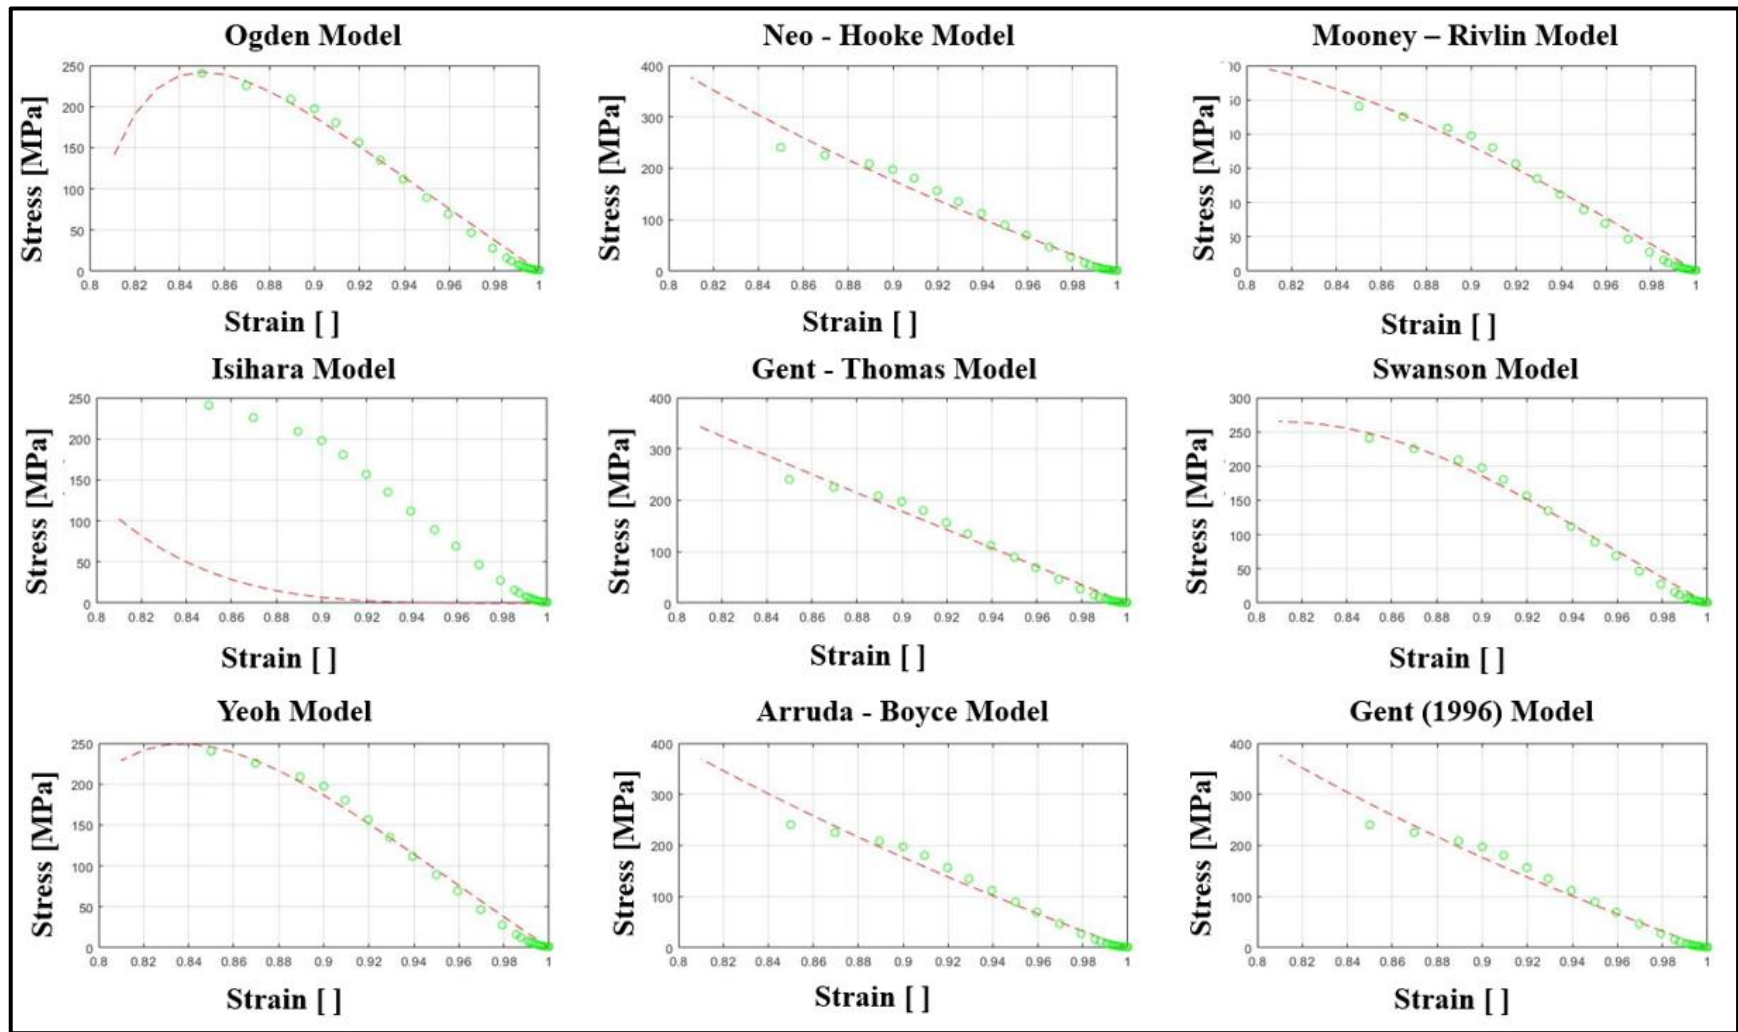 Ogden Model
Neo - Hooke Model
Mooney – Rivlin Model
Stress [MPa]
250
200
150
100
50
0
0.8 0.82 0.84 0.86 0.88 0.9 0.92 0.94 0.96 0.98 1
Strain [ ]
Stress [MPa]
400
300
200
100
0
0.8 0.82 0.84 0.86 0.88 0.9 0.92 0.94 0.96 0.98 1
Strain [ ]
Stress [MPa]
00
50
00
50
00
50
0
0.8 0.82 0.84 0.86 0.88 0.9 0.92 0.94 0.96 0.98 1
Strain [ ]
Isihara Model
Gent - Thomas Model
Swanson Model
Stress [MPa]
250
200
150
100
50
0
0.8 0.82 0.84 0.86 0.88 0.9 0.92 0.94 0.96 0.98 1
Strain [ ]
Stress [MPa]
400
300
200
100
0
0.8 0.82 0.84 0.86 0.88 0.9 0.92 0.94 0.96 0.98 1
Strain [ ]
Stress [MPa]
300
250
200
150
100
50
0
0.8 0.82 0.84 0.86 0.88 0.9 0.92 0.94 0.96 0.98 1
Strain [ ]
Yeoh Model
Arruda - Boyce Model
Gent (1996) Model
Stress [MPa]
250
200
150
100
50
0
0.8 0.82 0.84 0.86 0.88 0.9 0.92 0.94 0.96 0.98 1
Strain [ ]
Stress [MPa]
400
300
200
100
0
0.8 0.82 0.84 0.86 0.88 0.9 0.92 0.94 0.96 0.98 1
Strain [ ]
Stress [MPa]
400
300
200
100
0
0.8 0.82 0.84 0.86 0.88 0.9 0.92 0.94 0.96 0.98 1
Strain [ ]